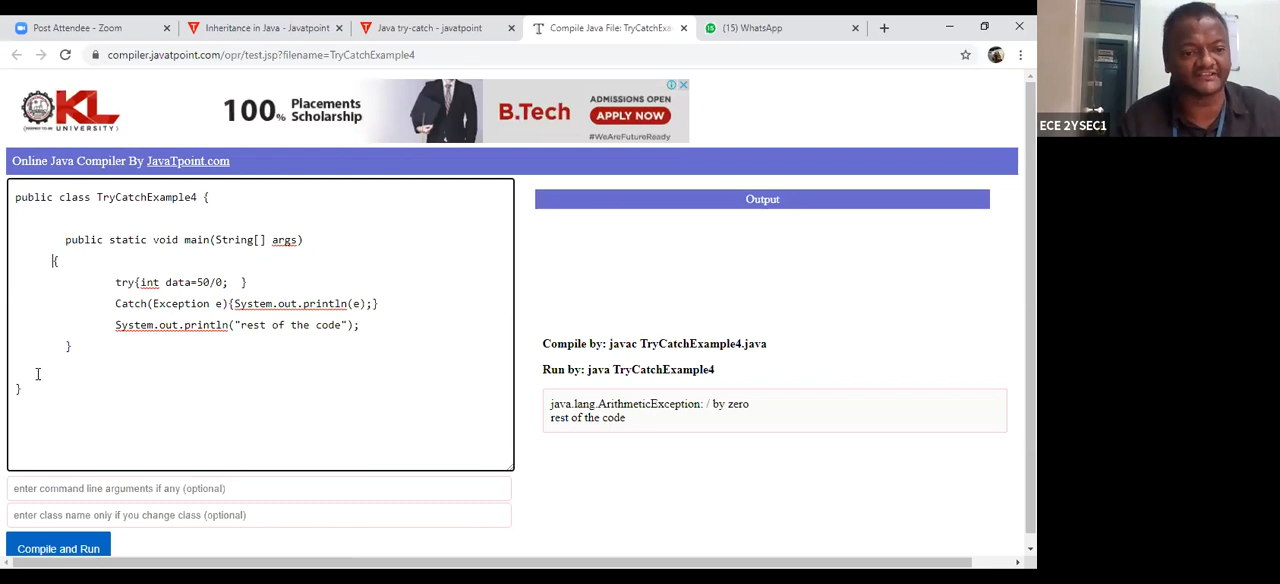 Post Attendee - Zoom
Inheritance in Java - Javatpoint
Java try-catch - javatpoint
Compile Java File: TryCatchExa
(15) WhatsApp
compiler.javatpoint.com/opr/test.jsp?filename=TryCatchExample4
KL
UNIVERSITY
100% Placements Scholarship
B.Tech
ADMISSIONS OPEN
APPLY NOW
#WeAreFutureReady
ECE 2YSEC1
Online Java Compiler By JavaTpoint.com
public class TryCatchExample4 {
public static void main(String[] args)
{
try{int data=50/0; }
Catch(Exception e){System.out.println(e);}
System.out.println("rest of the code");
}
}
Output
Compile by: javac TryCatchExample4.java
Run by: java TryCatchExample4
java.lang.ArithmeticException: / by zero
rest of the code
enter command line arguments if any (optional)
enter class name only if you change class (optional)
Compile and Run